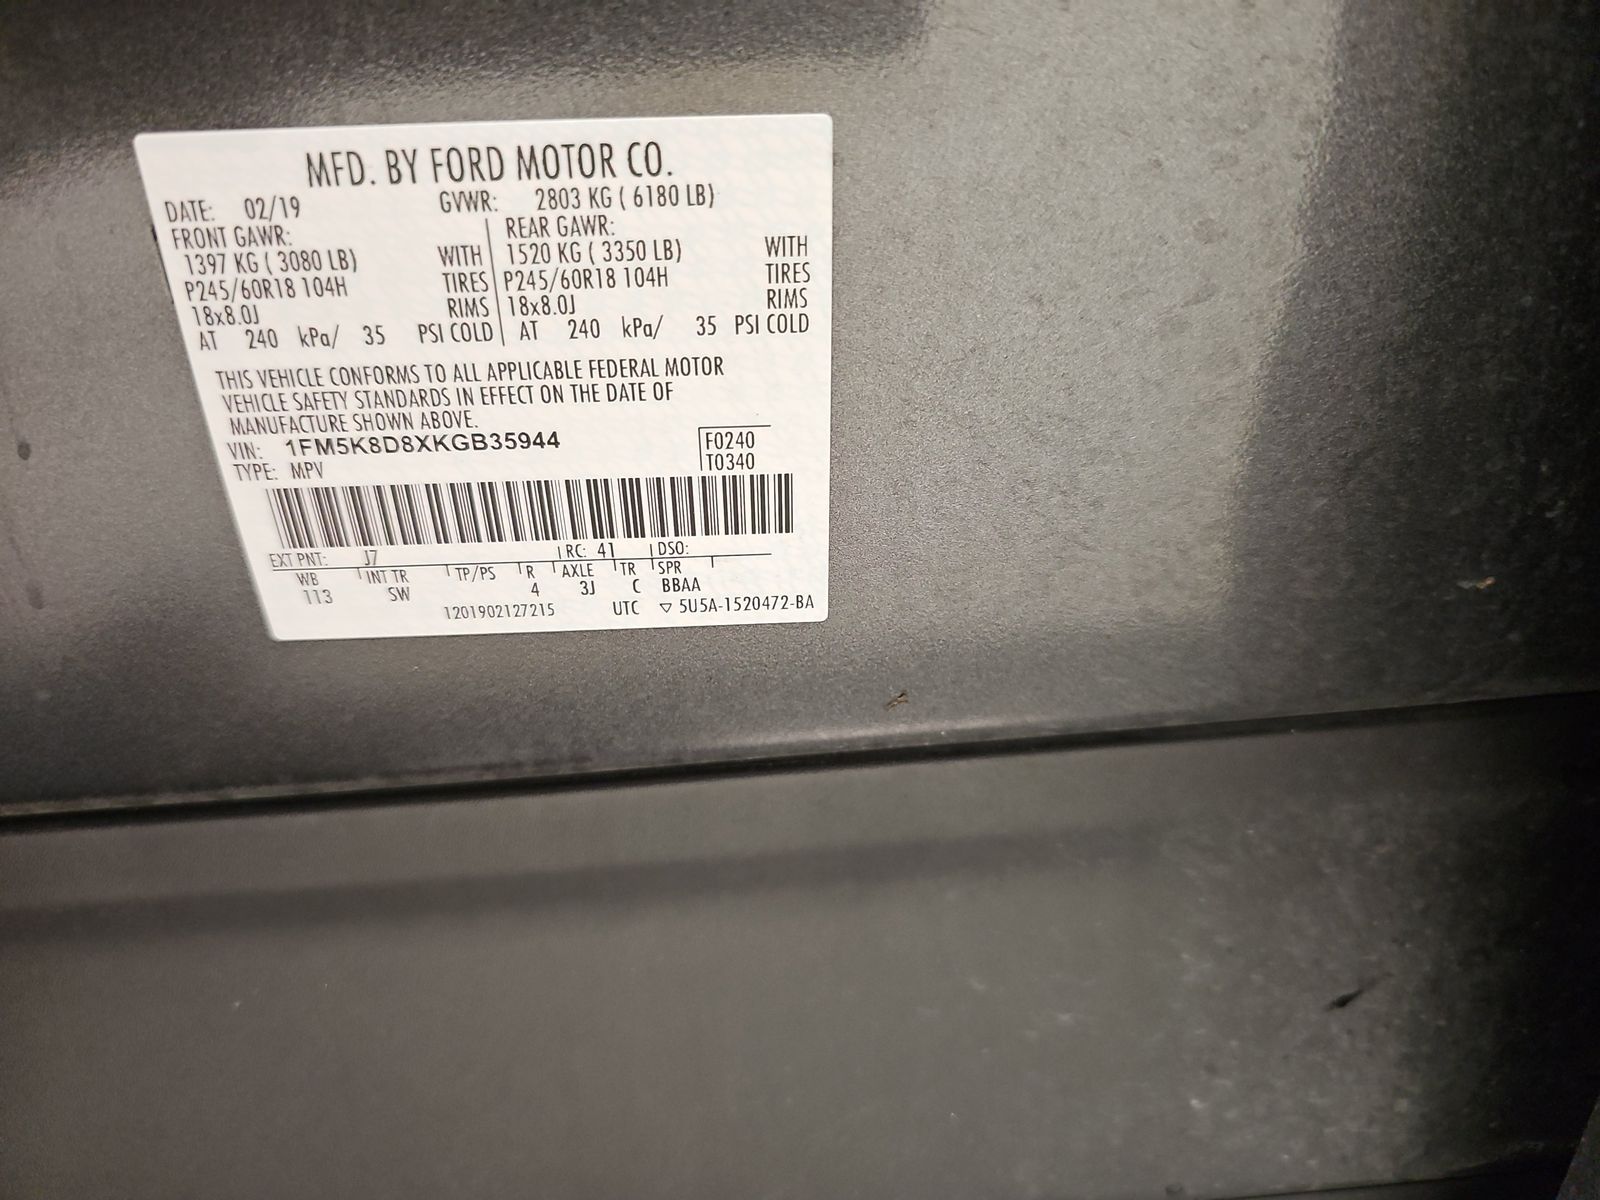 MFD. BY FORD MOTOR CO.
DATE: 02/19 GVWR: 2803 KG ( 6180 LB)
FRONT GAWR: REAR GAWR:
1397 KG ( 3080 LB) WITH 1520 KG ( 3350 LB) WITH
P245/60R18 104H TIRES P245/60R18 104H TIRES
18x8.0J RIMS 18x8.0J RIMS
AT 240 kPa/ 35 PSI COLD AT 240 kPa/ 35 PSI COLD
THIS VEHICLE CONFORMS TO ALL APPLICABLE FEDERAL MOTOR
VEHICLE SAFETY STANDARDS IN EFFECT ON THE DATE OF
MANUFACTURE SHOWN ABOVE.
VIN: 1FM5K8D8XKGB35944 F0240
TYPE: MPV T0340
EXT PNT: J7 RC: 41 DSO:
WB INT TR TP/PS R AXLE TR SPR
113 SW 4 3J C BBAA
1201902127215 UTC ▽ 5U5A-1520472-BA